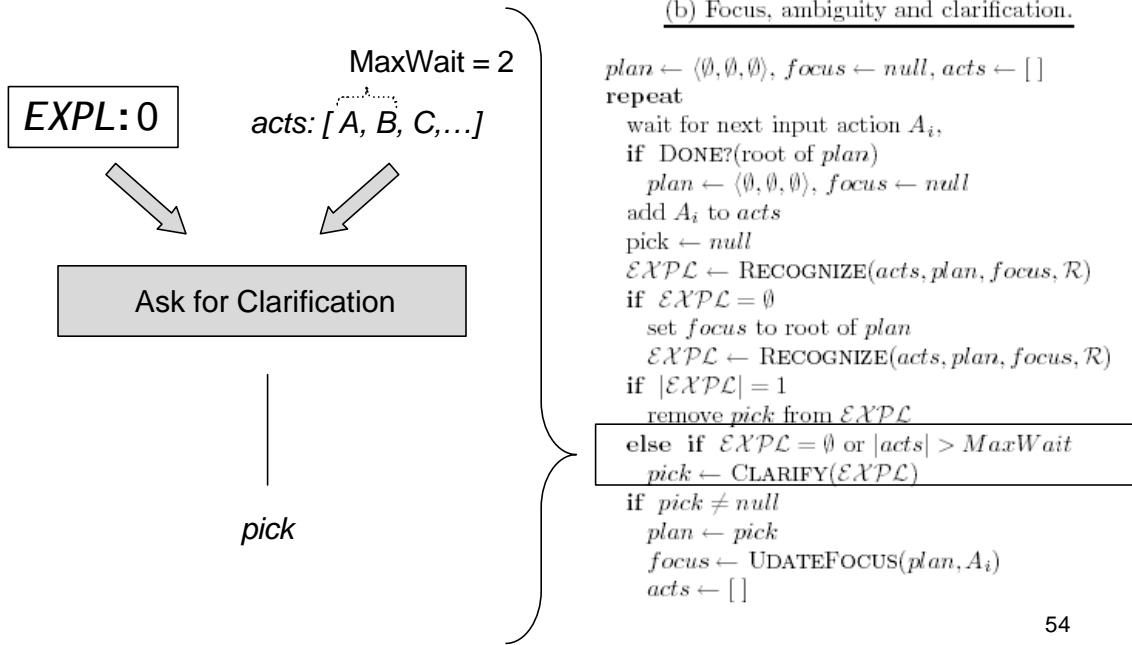 MaxWait = 2
EXPL: 0
acts: [ A, B, C,…]
Ask for Clarification
pick
(b) Focus, ambiguity and clarification.
plan ← ⟨∅, ∅, ∅⟩, focus ← null, acts ← [ ]
repeat
wait for next input action A_i,
if DONE?(root of plan)
plan ← ⟨∅, ∅, ∅⟩, focus ← null
add A_i to acts
pick ← null
EXPL ← RECOGNIZE(acts, plan, focus, R)
if EXPL = ∅
set focus to root of plan
EXPL ← RECOGNIZE(acts, plan, focus, R)
if |EXPL| = 1
remove pick from EXPL
else if EXPL = ∅ or |acts| > MaxWait
pick ← CLARIFY(EXPL)
if pick ≠ null
plan ← pick
focus ← UDATEFOCUS(plan, A_i)
acts ← [ ]
54